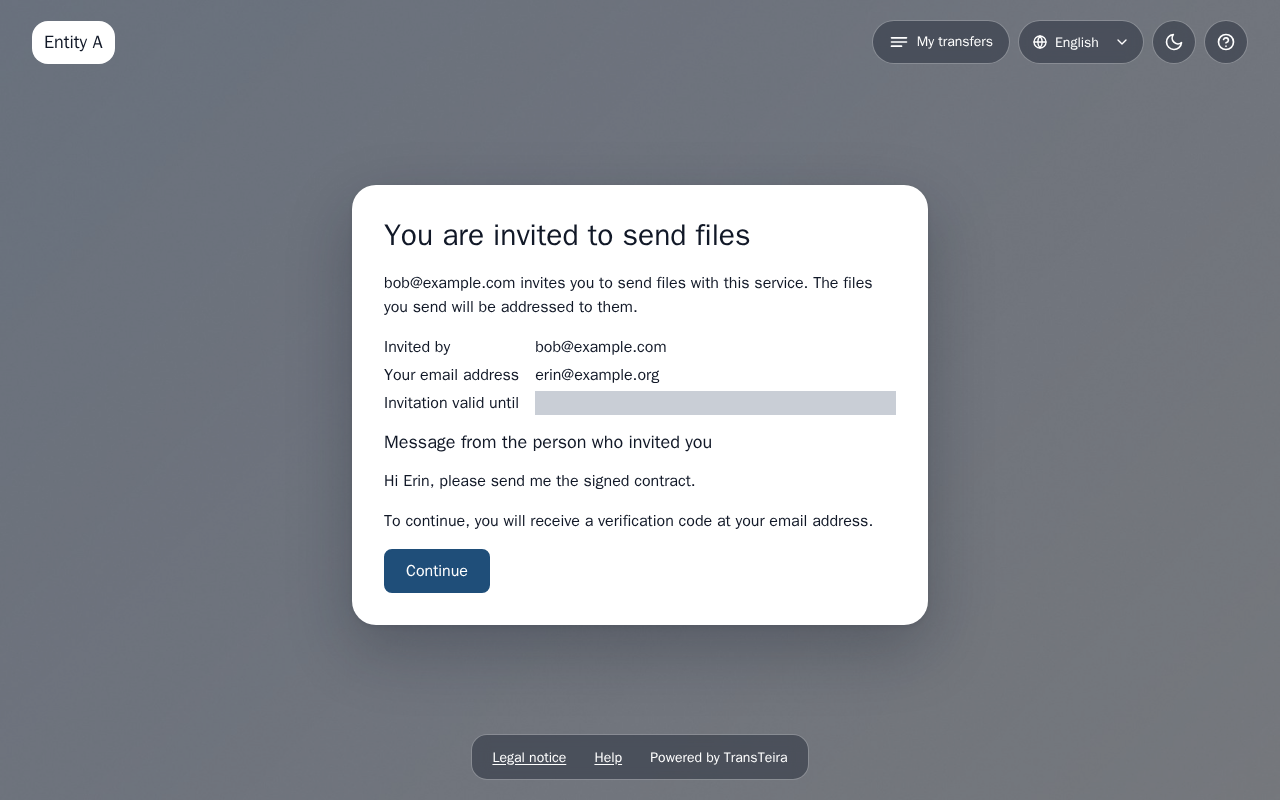 Entity A
My transfers
English
You are invited to send files
bob@example.com invites you to send files with this service. The files
you send will be addressed to them.
Invited by bob@example.com
Your email address erin@example.org
Invitation valid until
Message from the person who invited you
Hi Erin, please send me the signed contract.
To continue, you will receive a verification code at your email address.
Continue
Legal notice Help Powered by TransTeira